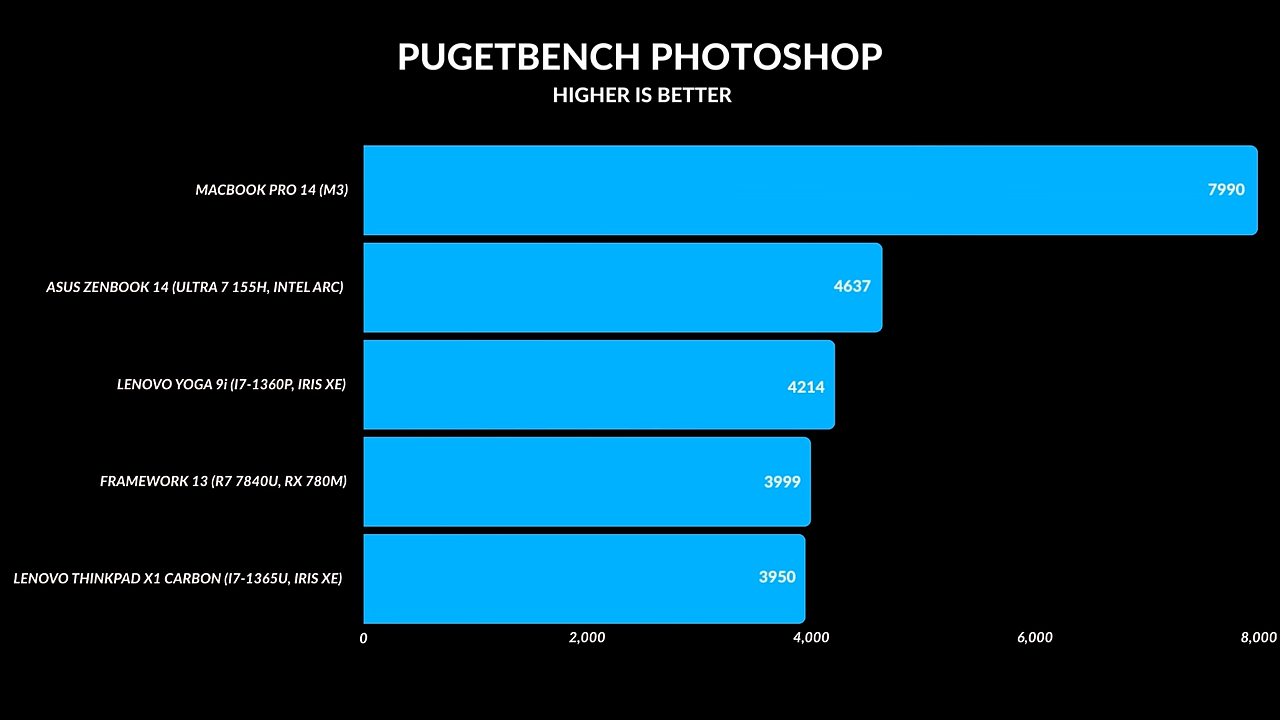 PUGETBENCH PHOTOSHOP
HIGHER IS BETTER
MACBOOK PRO 14 (M3)
7990
ASUS ZENBOOK 14 (ULTRA 7 155H, INTEL ARC)
4637
LENOVO YOGA 9i (I7-1360P, IRIS XE)
4214
FRAMEWORK 13 (R7 7840U, RX 780M)
3999
LENOVO THINKPAD X1 CARBON (I7-1365U, IRIS XE)
3950
0 2,000 4,000 6,000 8,000